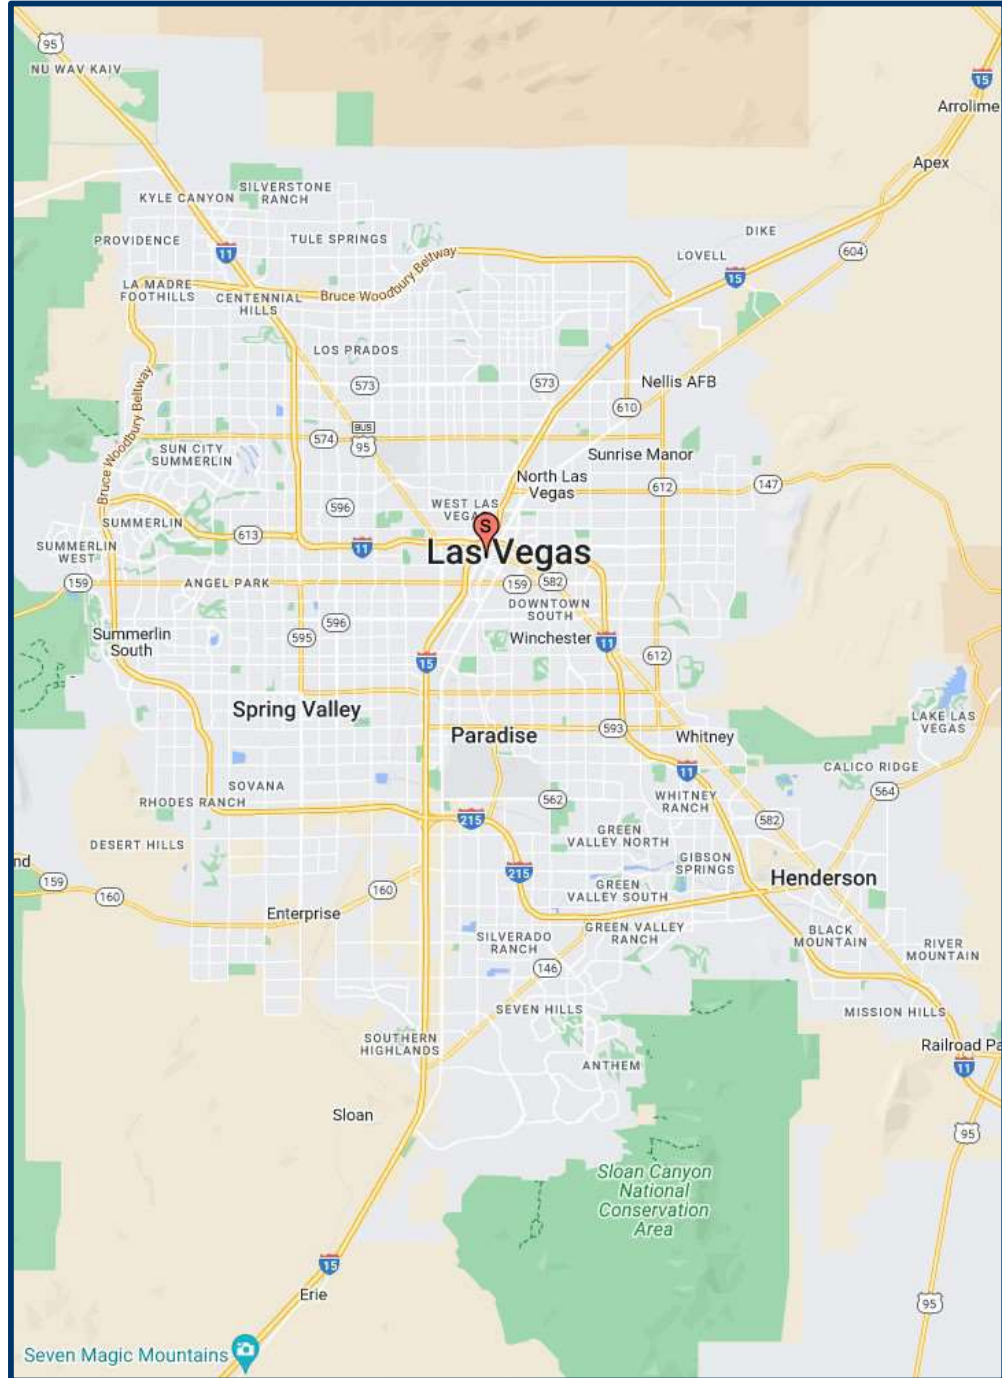 95
NU WAV KAIV
15
Arrolime
Apex
SILVERSTONE
RANCH
KYLE CANYON
PROVIDENCE
TULE SPRINGS
11
DIKE
LOVELL
604
15
LA MADRE
FOOTHILLS
CENTENNIAL
HILLS
Bruce Woodbury Beltway
LOS PRADOS
573
573
Nellis AFB
610
Bruce Woodbury Beltway
BUS
95
574
SUN CITY
SUMMERLIN
Sunrise Manor
North Las
Vegas
612
147
WEST LAS
VEGAS
596
S
SUMMERLIN
613
11
Las Vegas
SUMMERLIN
WEST
159
ANGEL PARK
159
582
DOWNTOWN
SOUTH
596
595
Summerlin
South
Winchester
11
612
15
Spring Valley
LAKE LAS
VEGAS
593
Whitney
Paradise
CALICO RIDGE
11
SOVANA
RHODES RANCH
WHITNEY
RANCH
564
562
215
582
GREEN
VALLEY NORTH
DESERT HILLS
nd
GIBSON
SPRINGS
215
Henderson
159
160
160
GREEN
VALLEY SOUTH
Enterprise
GREEN VALLEY
RANCH
SILVERADO
RANCH
BLACK
MOUNTAIN
RIVER
MOUNTAIN
146
SEVEN HILLS
MISSION HILLS
SOUTHERN
HIGHLANDS
Railroad Pa
ANTHEM
11
Sloan
95
Sloan Canyon
National
Conservation
Area
15
Erie
95
Seven Magic Mountains